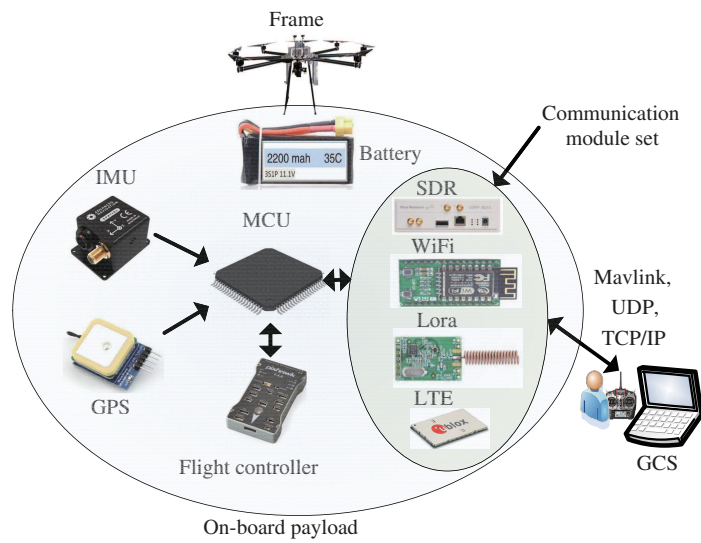 Frame
Communication
module set
2200 mah 35C
3S1P 11.1V
Battery
IMU
SDR
MCU
WiFi
Mavlink,
UDP,
TCP/IP
Lora
GPS
LTE
blox
Flight controller
GCS
On-board payload